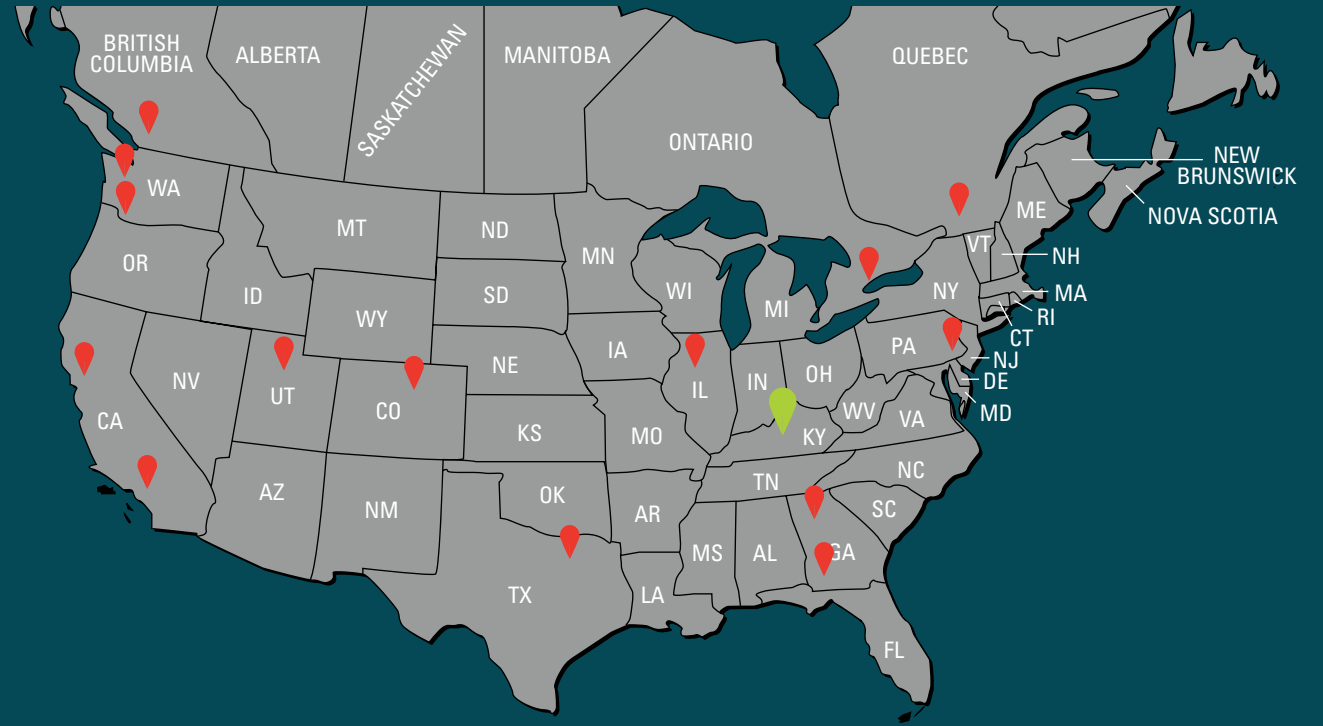 BRITISH
COLUMBIA
ALBERTA
SASKATCHEWAN
MANITOBA
ONTARIO
QUEBEC
NEW
BRUNSWICK
NOVA SCOTIA
WA
MT
ND
MN
ME
VT
NH
OR
ID
SD
WI
MI
NY
MA
RI
CT
WY
IA
NE
PA
NJ
DE
MD
NV
UT
CO
IL
IN
OH
WV
VA
CA
KS
MO
KY
AZ
NM
OK
AR
TN
NC
SC
MS
AL
GA
TX
LA
FL